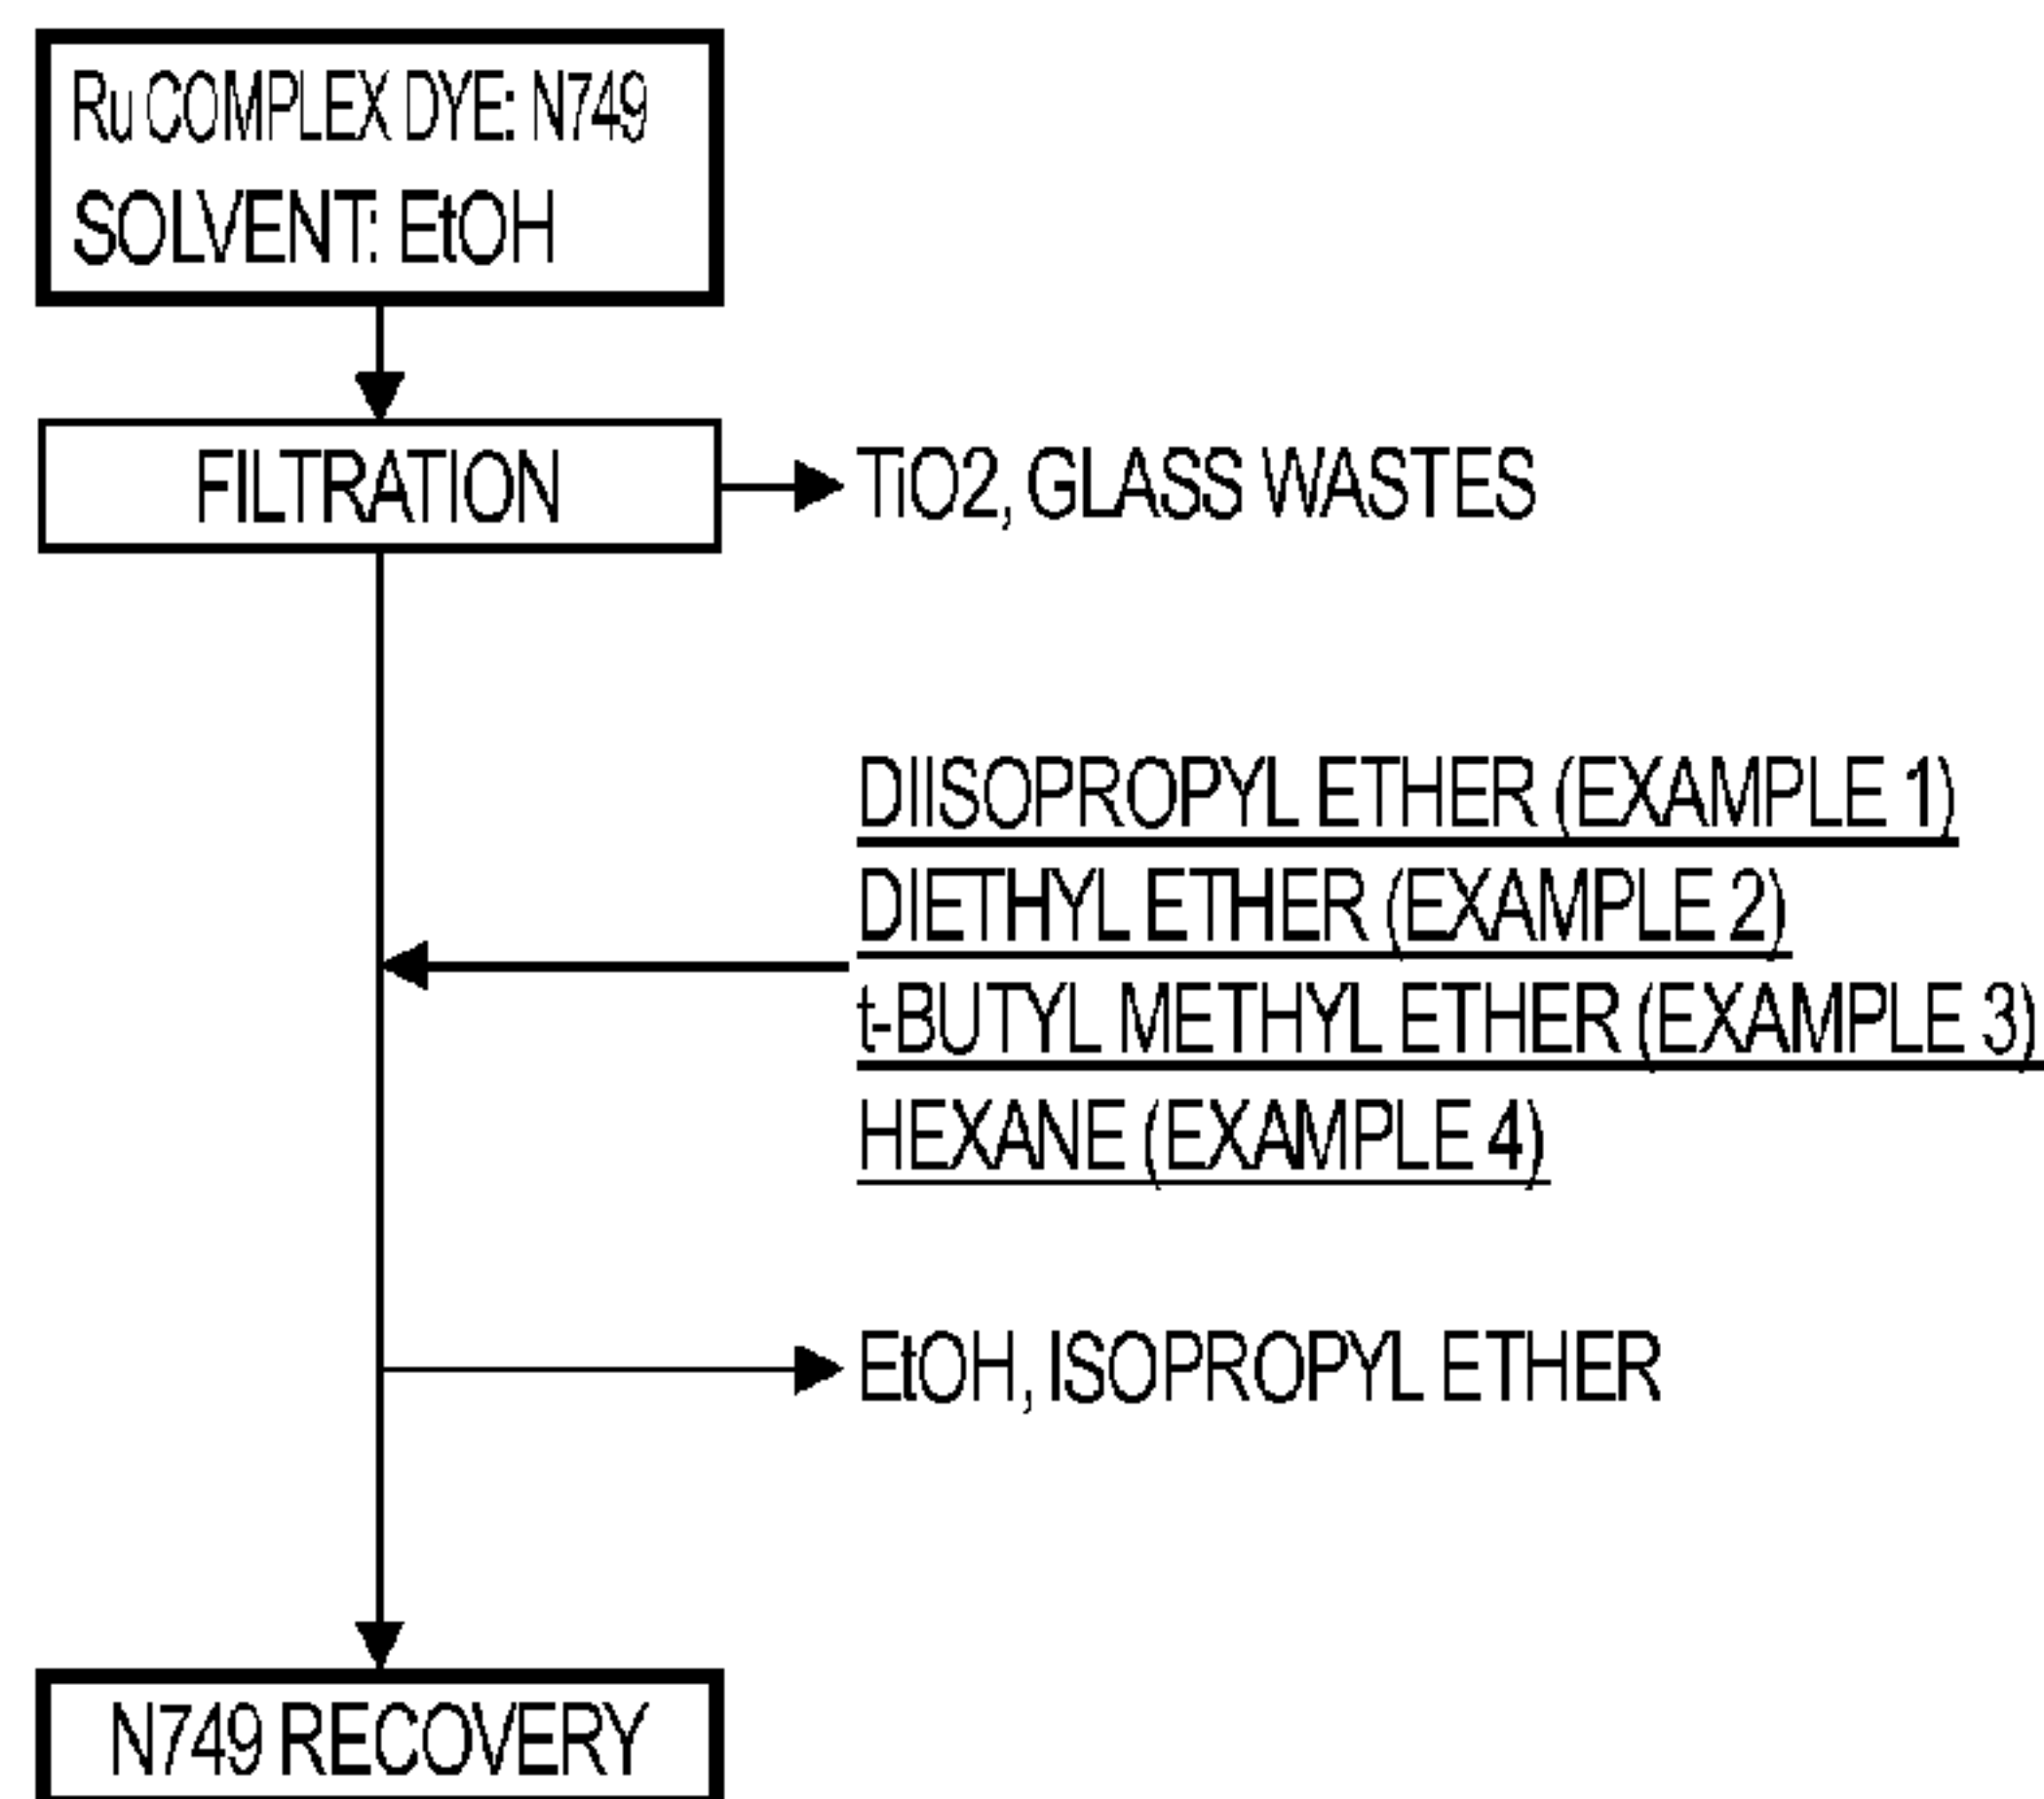 Ru COMPLEX DYE: N749
SOLVENT: EtOH
FILTRATION
TiO2, GLASS WASTES
DIISOPROPYL ETHER (EXAMPLE 1)
DIETHYL ETHER (EXAMPLE 2)
t-BUTYL METHYL ETHER (EXAMPLE 3)
HEXANE (EXAMPLE 4)
EtOH, ISOPROPYL ETHER
N749 RECOVERY